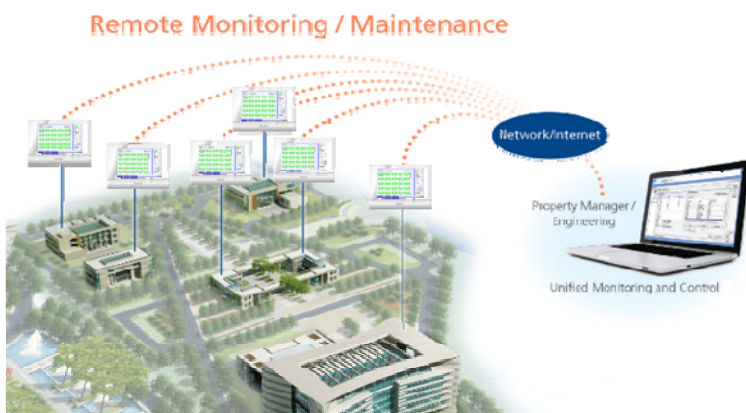 Remote Monitoring / Maintenance
Network/Internet
Property Manager /
Engineering
Unified Monitoring and Control